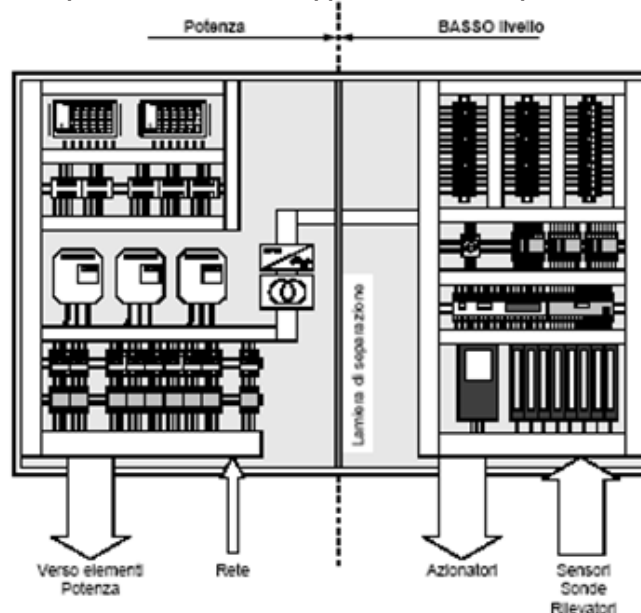 Potenza
BASSO livello
Lamiera di separazione
Verso elementi
Potenza
Rete
Azionatori
Sensori
Sonde
Rilevatori